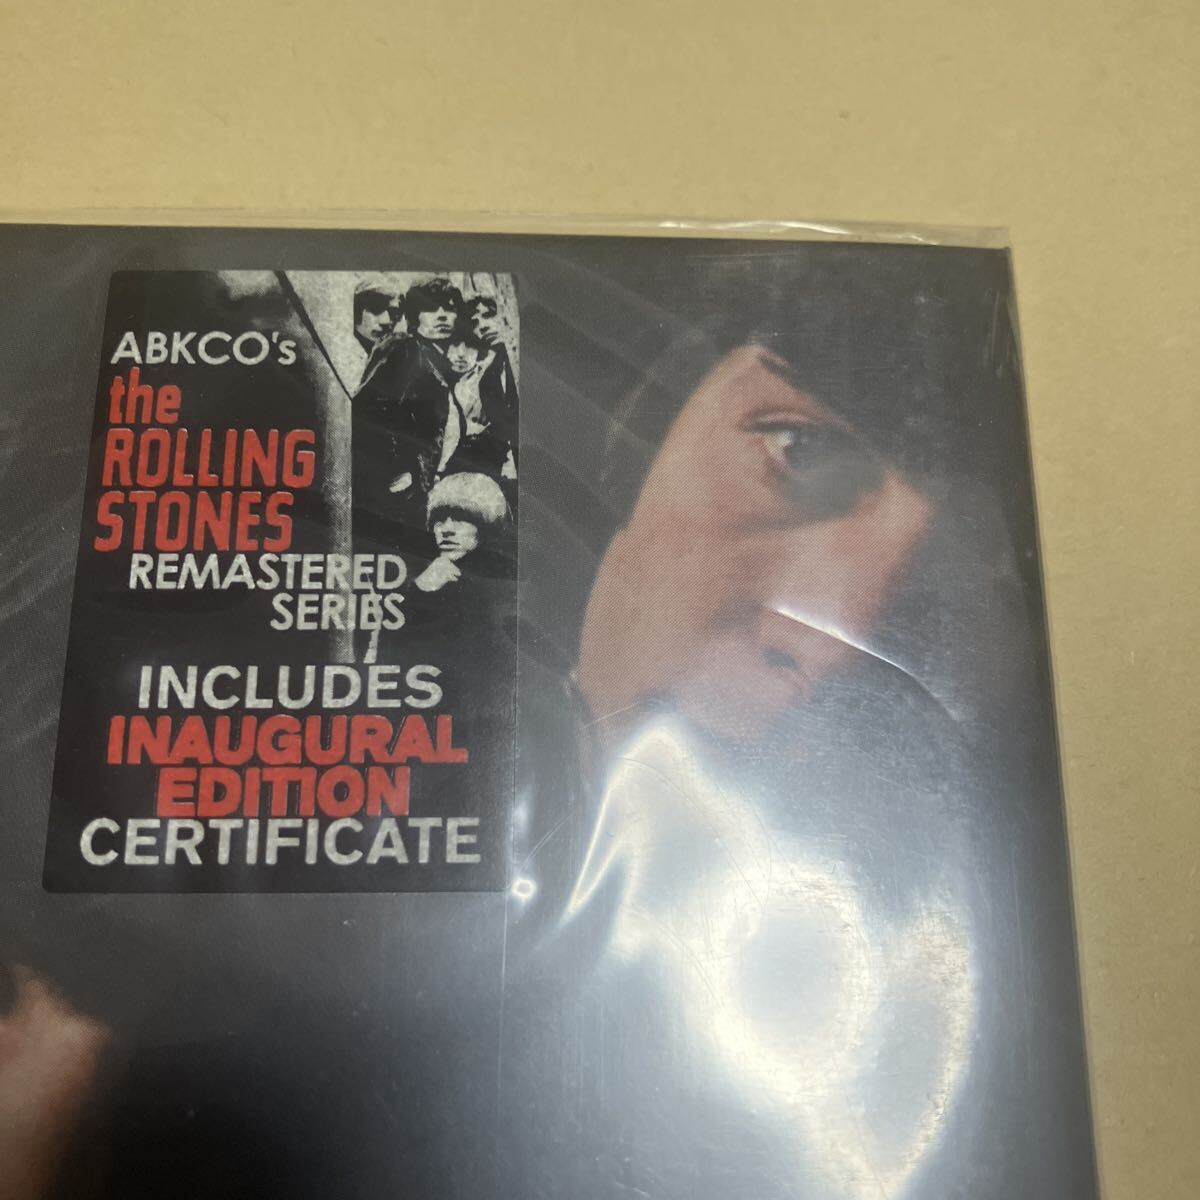 ABKCO's
the
ROLLING
STONES
REMASTERED
SERIES
INCLUDES
INAUGURAL
EDITION
CERTIFICATE